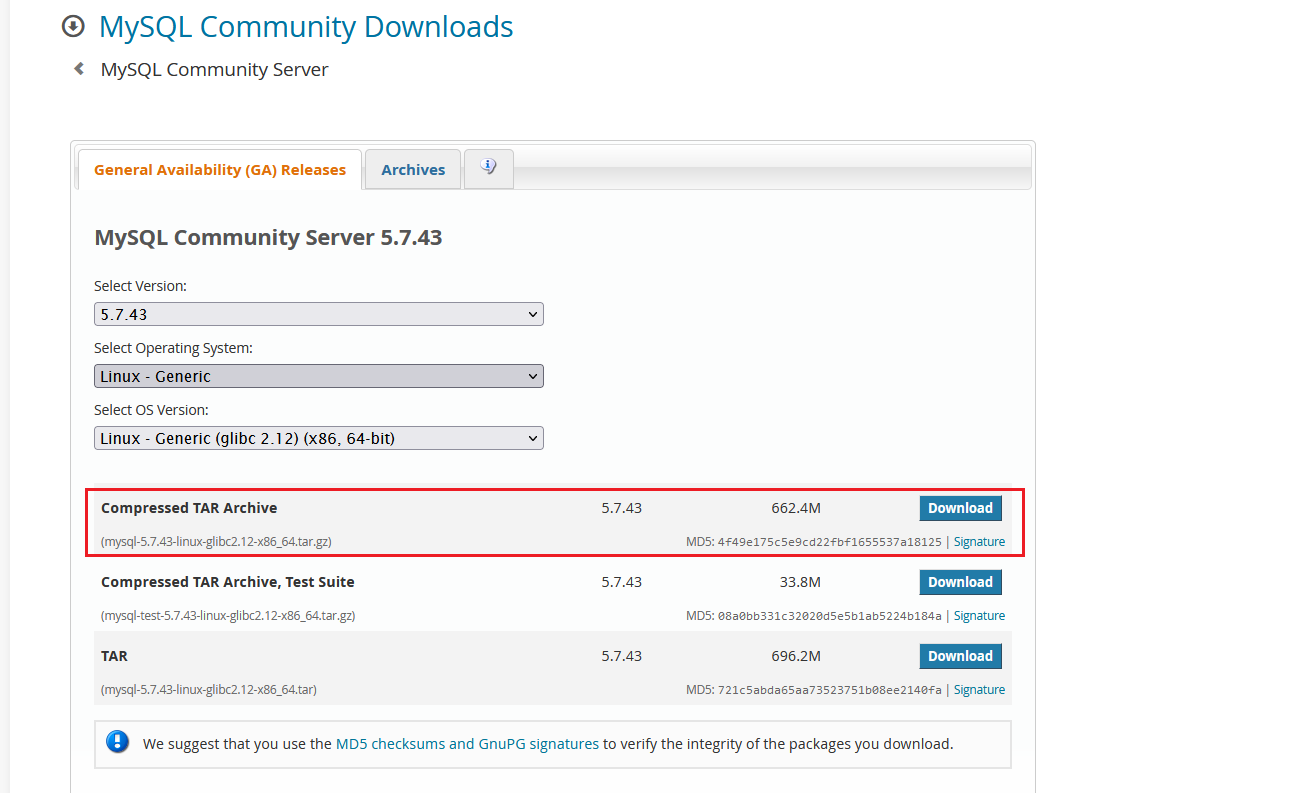 MySQL Community Downloads
MySQL Community Server
General Availability (GA) Releases Archives
MySQL Community Server 5.7.43
Select Version:
5.7.43
Select Operating System:
Linux - Generic
Select OS Version:
Linux - Generic (glibc 2.12) (x86, 64-bit)
Compressed TAR Archive 5.7.43 662.4M Download
(mysql-5.7.43-linux-glibc2.12-x86_64.tar.gz) MD5: 4f49e175c5e9cd22fbf1655537a18125 | Signature
Compressed TAR Archive, Test Suite 5.7.43 33.8M Download
(mysql-test-5.7.43-linux-glibc2.12-x86_64.tar.gz) MD5: 08a0bb331c32020d5e5b1ab5224b184a | Signature
TAR 5.7.43 696.2M Download
(mysql-5.7.43-linux-glibc2.12-x86_64.tar) MD5: 721c5abda65aa73523751b08ee2140fa | Signature
We suggest that you use the MD5 checksums and GnuPG signatures to verify the integrity of the packages you download.